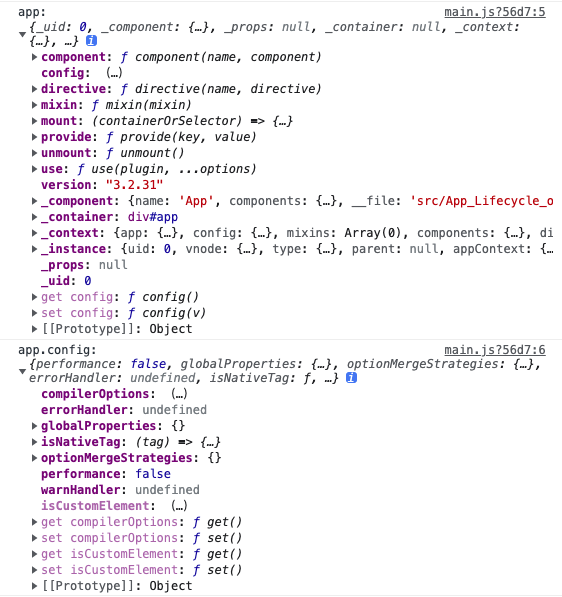 app: main.js?56d7:5
{_uid: 0, _component: {…}, _props: null, _container: null, _context:
{…}, …} i
component: ƒ component(name, component)
config: (…)
directive: ƒ directive(name, directive)
mixin: ƒ mixin(mixin)
mount: (containerOrSelector) => {…}
provide: ƒ provide(key, value)
unmount: ƒ unmount()
use: ƒ use(plugin, ...options)
version: "3.2.31"
_component: {name: 'App', components: {…}, __file: 'src/App_Lifecycle_o
_container: div#app
_context: {app: {…}, config: {…}, mixins: Array(0), components: {…}, di
_instance: {uid: 0, vnode: {…}, type: {…}, parent: null, appContext: {…
_props: null
_uid: 0
get config: ƒ config()
set config: ƒ config(v)
[[Prototype]]: Object
app.config: main.js?56d7:6
{performance: false, globalProperties: {…}, optionMergeStrategies: {…},
errorHandler: undefined, isNativeTag: ƒ, …} i
compilerOptions: (…)
errorHandler: undefined
globalProperties: {}
isNativeTag: (tag) => {…}
optionMergeStrategies: {}
performance: false
warnHandler: undefined
isCustomElement: (…)
get compilerOptions: ƒ get()
set compilerOptions: ƒ set()
get isCustomElement: ƒ get()
set isCustomElement: ƒ set()
[[Prototype]]: Object